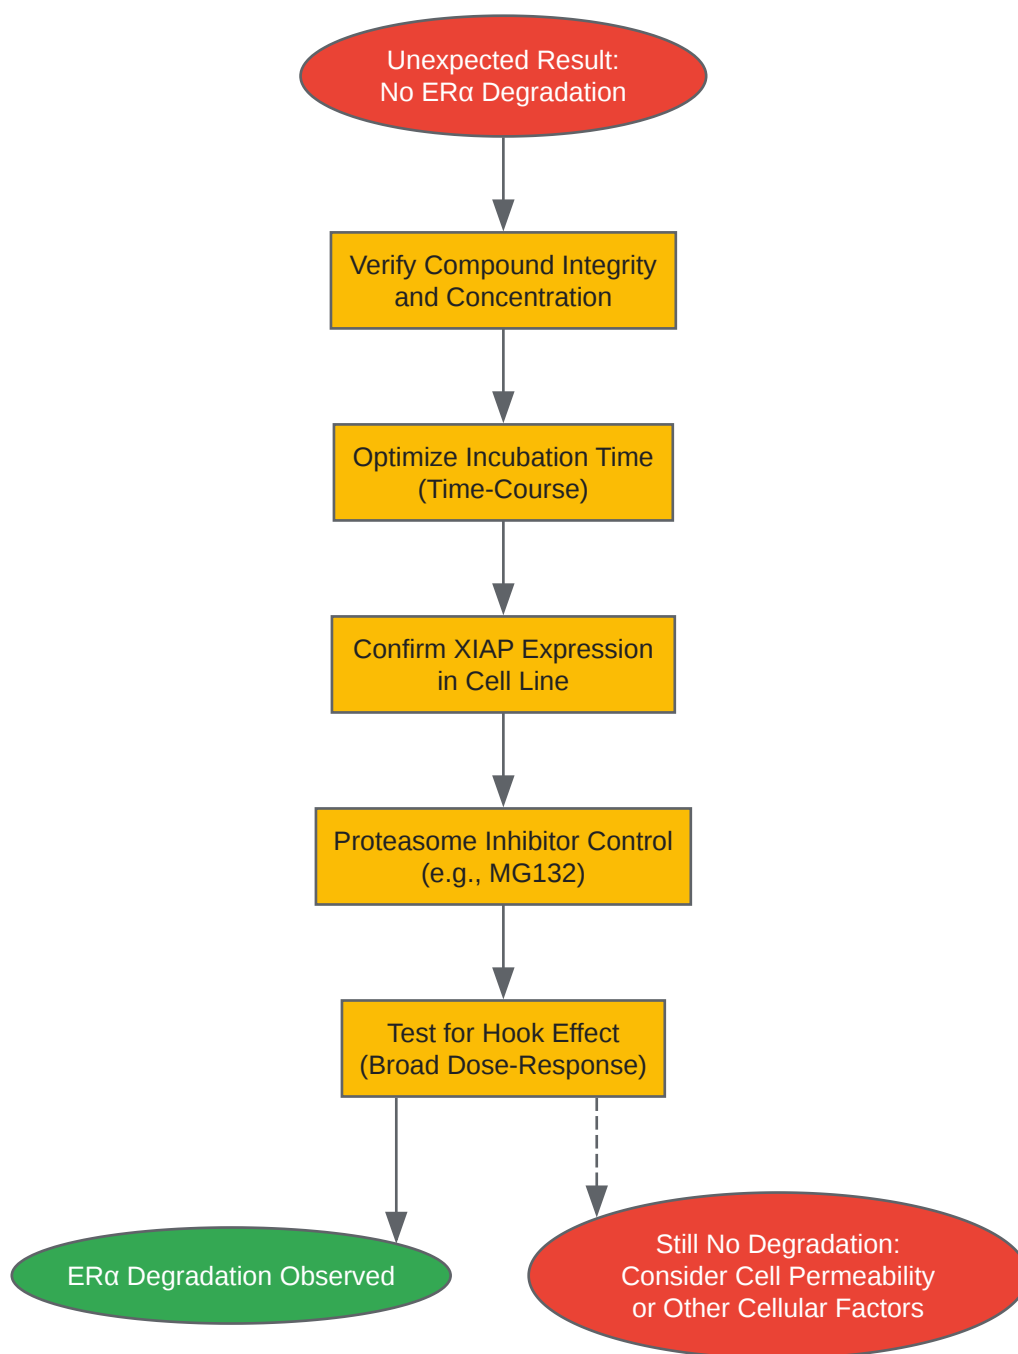 Unexpected Result:
No ERα Degradation
Verify Compound Integrity
and Concentration
Optimize Incubation Time
(Time-Course)
Confirm XIAP Expression
in Cell Line
Proteasome Inhibitor Control
(e.g., MG132)
Test for Hook Effect
(Broad Dose-Response)
ERα Degradation Observed
Still No Degradation:
Consider Cell Permeability
or Other Cellular Factors